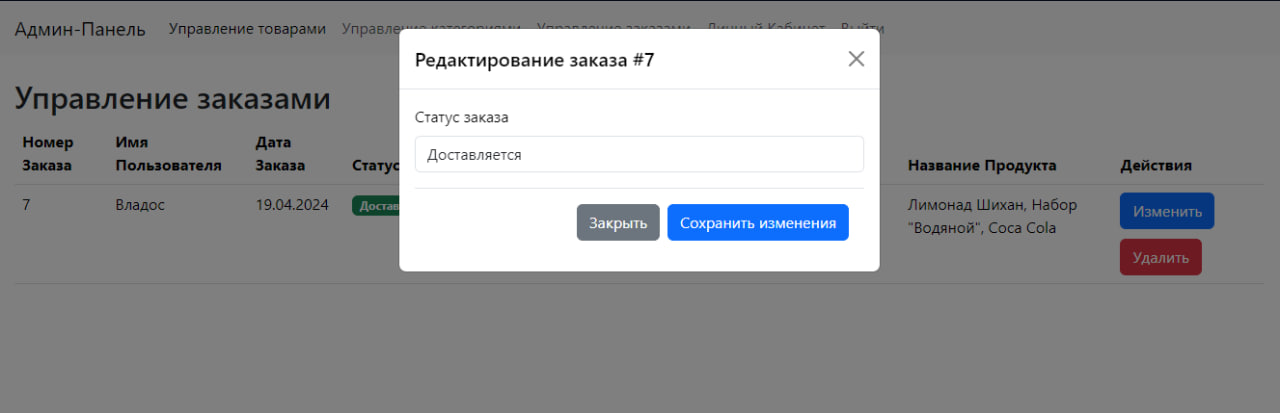 Админ-Панель Управление товарами Управление категориями Управление заказами Личный Кабинет Выйти
Редактирование заказа #7
Управление заказами
Статус заказа
Доставляется
Номер Заказа Имя Пользователя Дата Заказа Статус Название Продукта Действия
7 Владос 19.04.2024 Достав Лимонад Шихан, Набор "Водяной", Coca Cola Изменить
Удалить
Закрыть Сохранить изменения